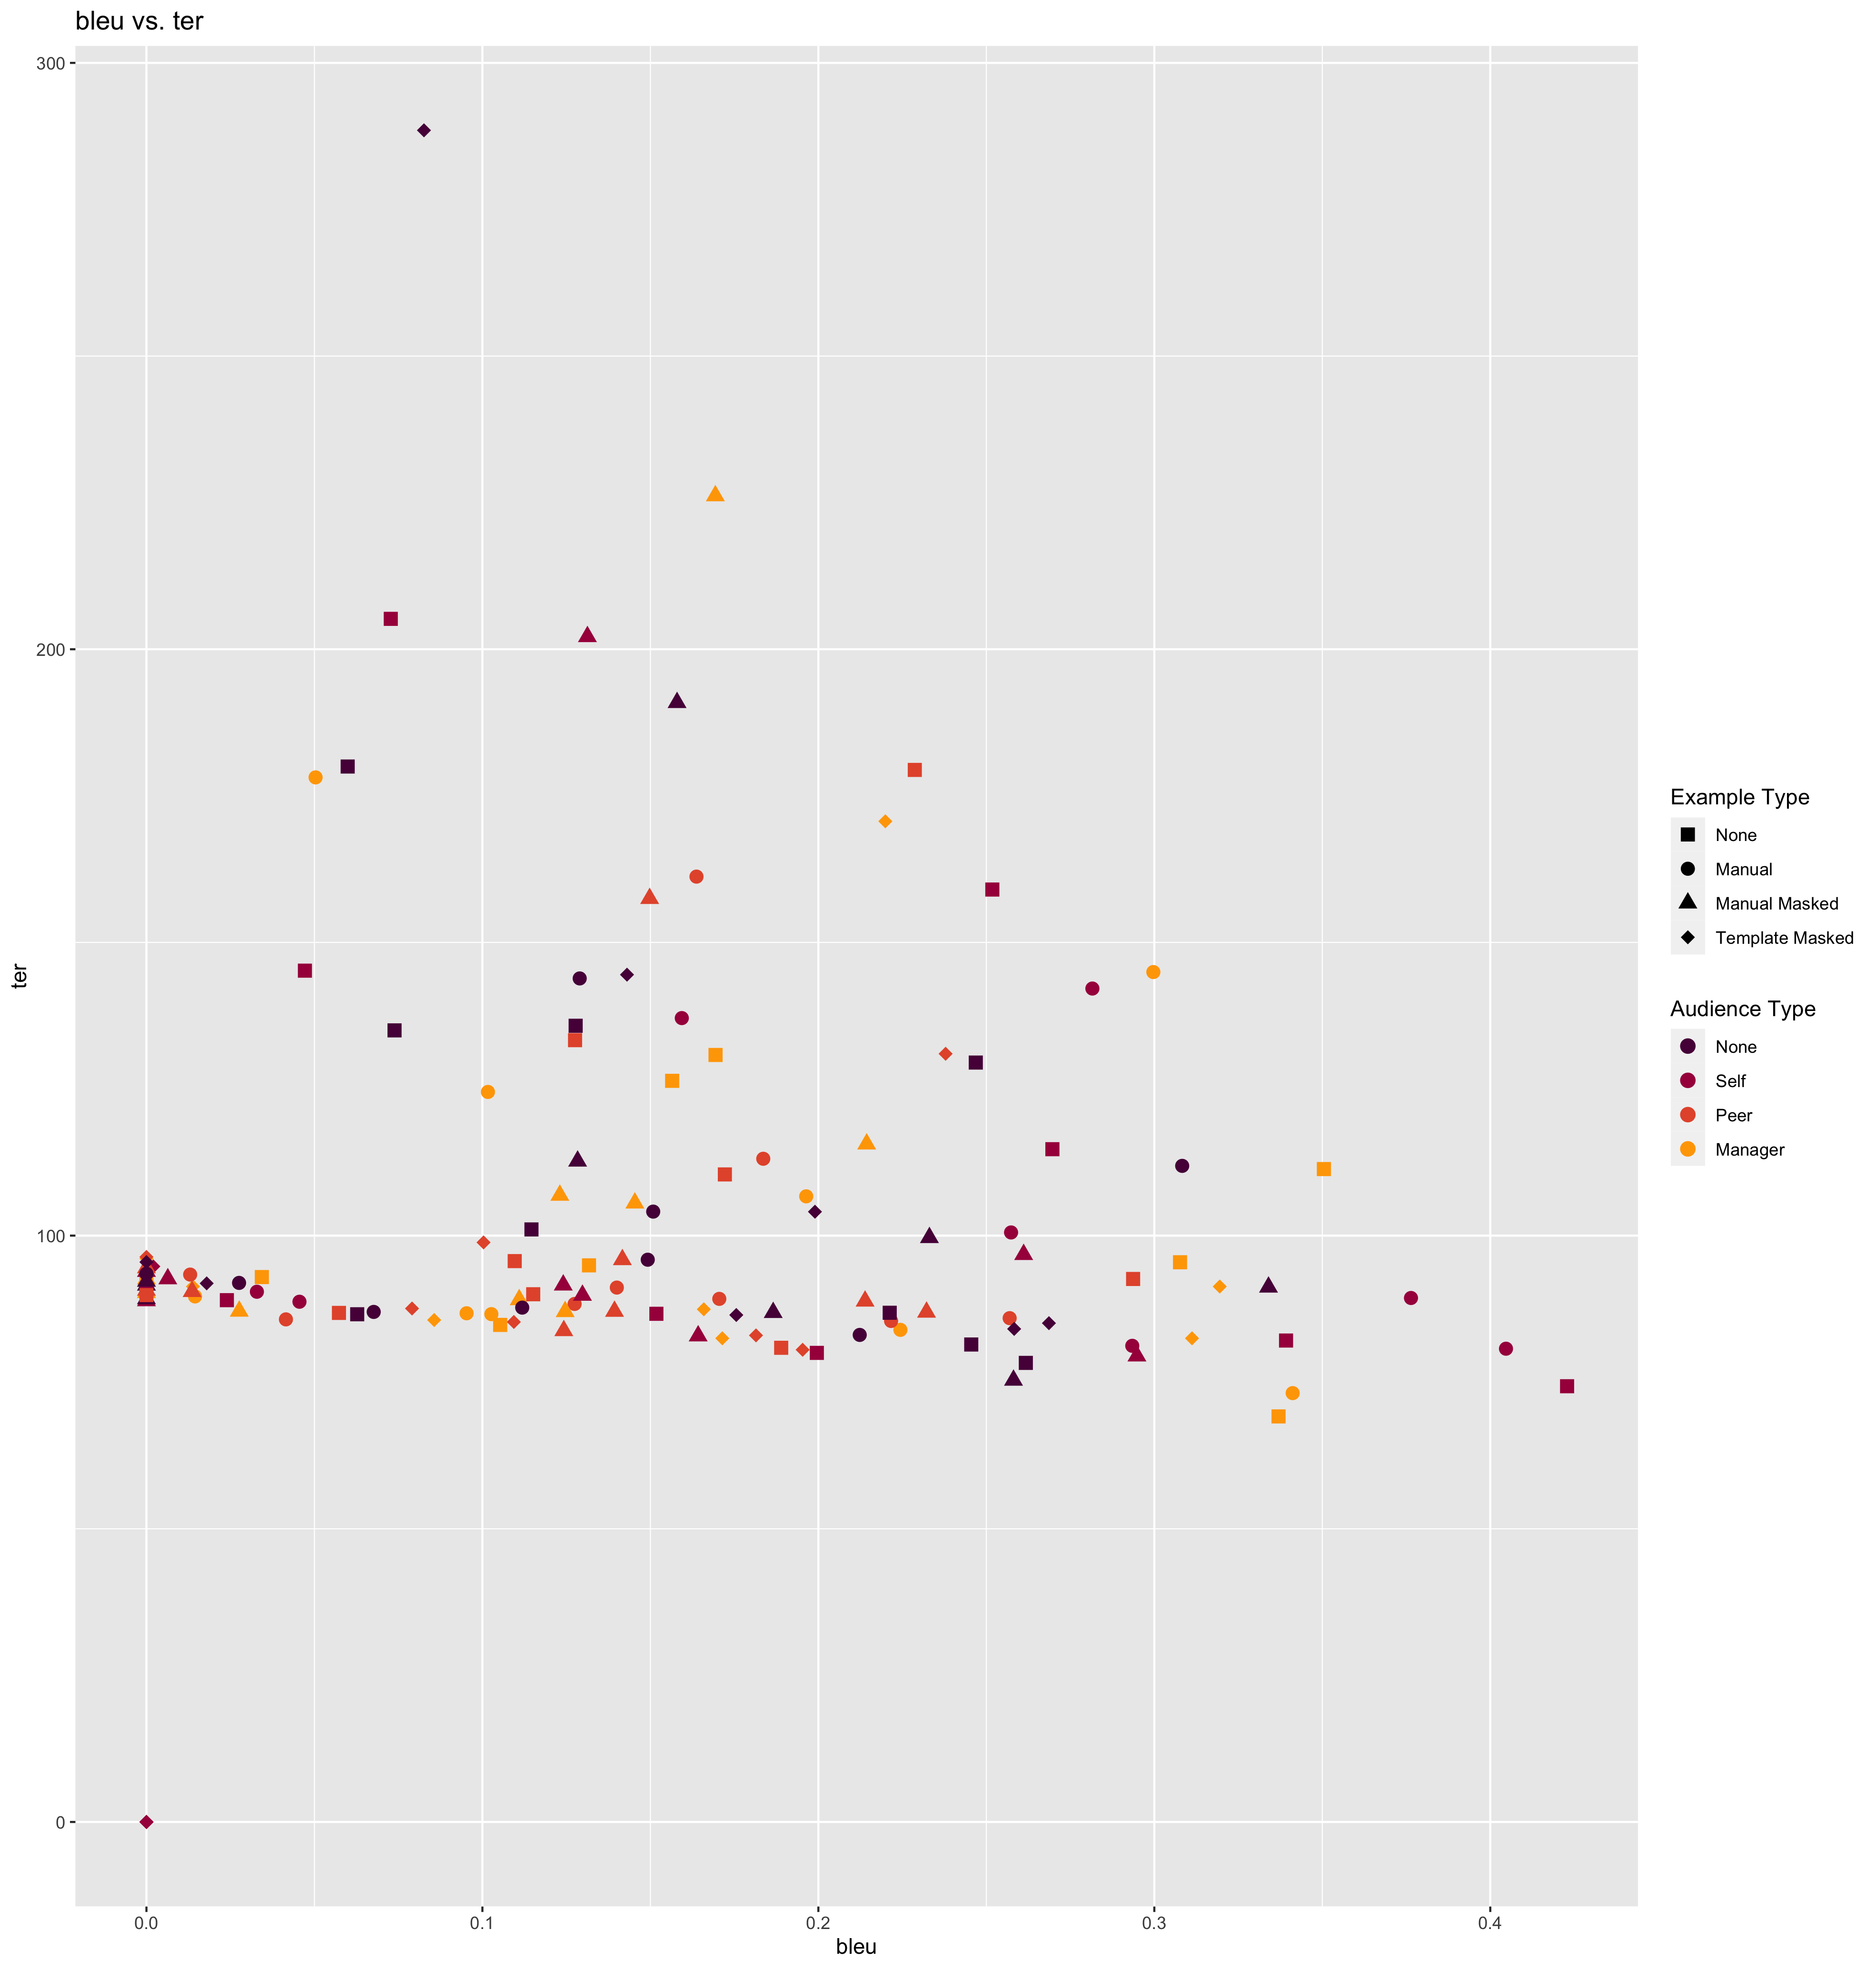 bleu vs. ter
300
200
100
0
ter
0.0
0.1
0.2
0.3
0.4
bleu
Example Type
None
Manual
Manual Masked
Template Masked
Audience Type
None
Self
Peer
Manager